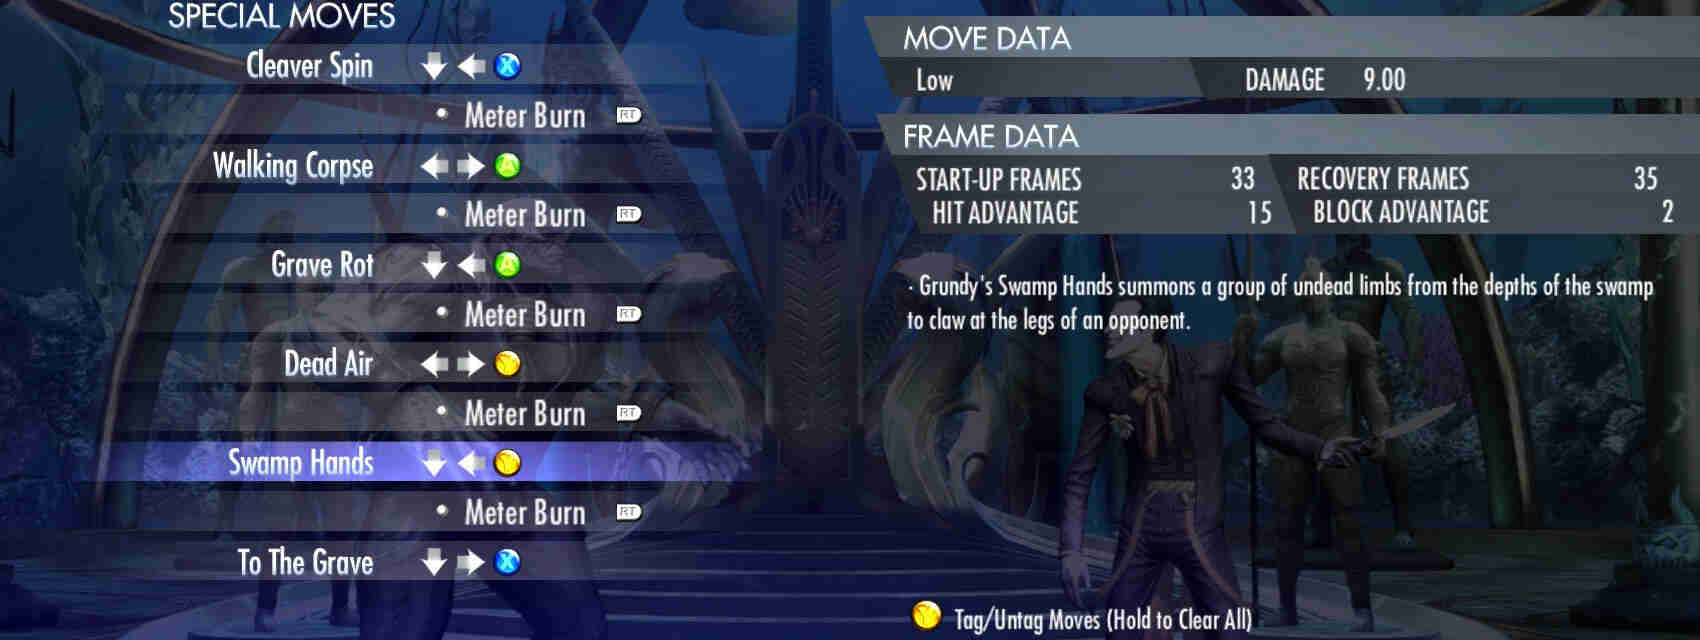 SPECIAL MOVES
Cleaver Spin X
Meter Burn RT
Walking Corpse A
Meter Burn RT
Grave Rot A
Meter Burn RT
Dead Air Y
Meter Burn RT
Swamp Hands Y
Meter Burn RT
To The Grave X
MOVE DATA
Low DAMAGE 9.00
FRAME DATA
START-UP FRAMES 33 RECOVERY FRAMES 35
HIT ADVANTAGE 15 BLOCK ADVANTAGE 2
· Grundy's Swamp Hands summons a group of undead limbs from the depths of the swamp
to claw at the legs of an opponent.
Y Tag/Untag Moves (Hold to Clear All)